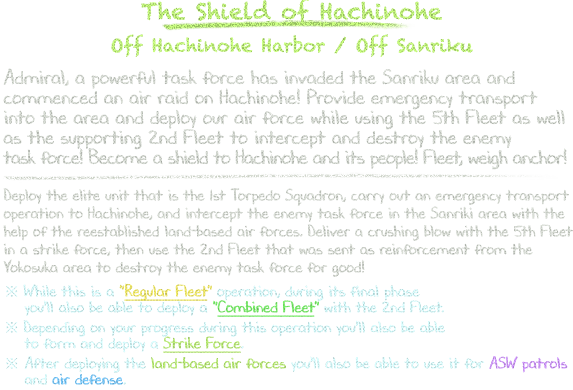 The Shield of Hachinohe
Off Hachinohe Harbor / Off Sanriku
Admiral, a powerful task force has invaded the Sanriku area and
commenced an air raid on Hachinohe! Provide emergency transport
into the area and deploy our air force while using the 5th Fleet as well
as the supporting 2nd Fleet to intercept and destroy the enemy
task force! Become a shield to Hachinohe and its people! Fleet, weigh anchor!
Deploy the elite unit that is the 1st Torpedo Squadron, carry out an emergency transport
operation to Hachinohe, and intercept the enemy task force in the Sanriki area with the
help of the reestablished land-based air forces. Deliver a crushing blow with the 5th Fleet
in a strike force, then use the 2nd Fleet that was sent as reinforcement from the
Yokosuka area to destroy the enemy task force for good!
※ While this is a "Regular Fleet" operation, during its final phase
you'll also be able to deploy a "Combined Fleet" with the 2nd Fleet.
※ Depending on your progress during this operation you'll also be able
to form and deploy a Strike Force.
※ After deploying the land-based air forces you'll also be able to use it for ASW patrols
and air defense.